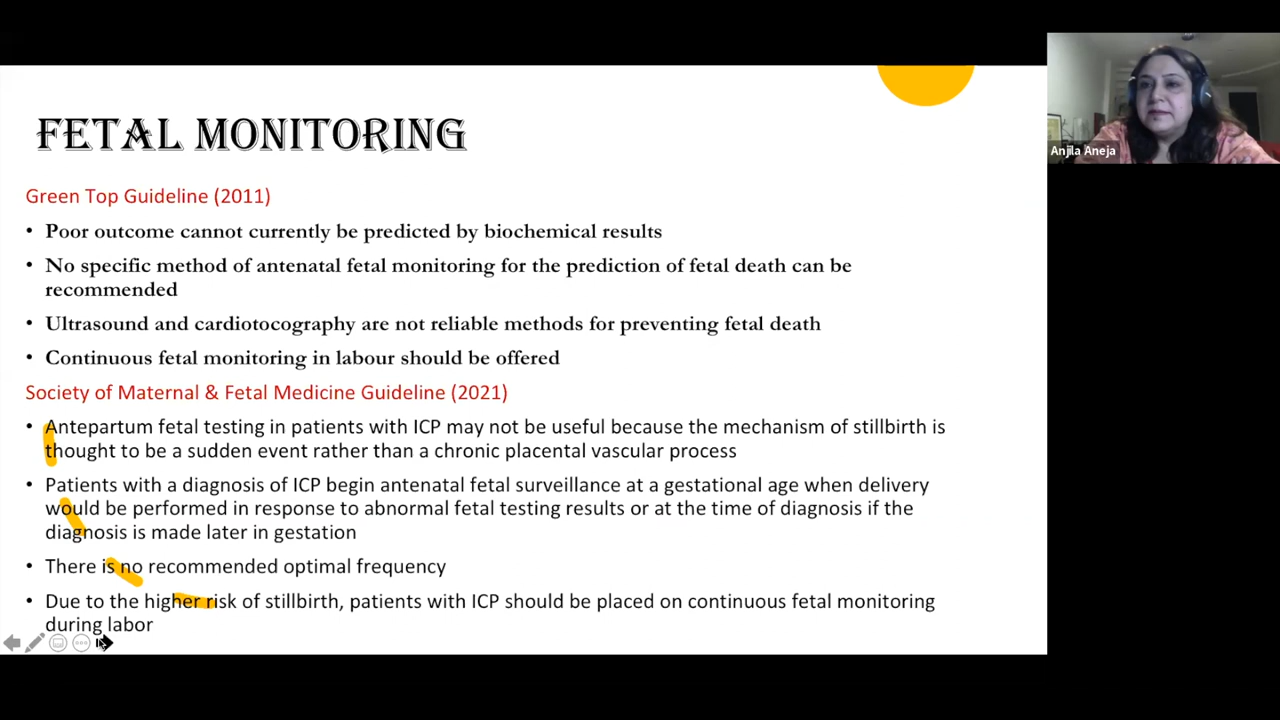 FETAL MONITORING
Anjila Aneja
Green Top Guideline (2011)
• Poor outcome cannot currently be predicted by biochemical results
• No specific method of antenatal fetal monitoring for the prediction of fetal death can be
recommended
• Ultrasound and cardiotocography are not reliable methods for preventing fetal death
• Continuous fetal monitoring in labour should be offered
Society of Maternal & Fetal Medicine Guideline (2021)
• Antepartum fetal testing in patients with ICP may not be useful because the mechanism of stillbirth is
thought to be a sudden event rather than a chronic placental vascular process
• Patients with a diagnosis of ICP begin antenatal fetal surveillance at a gestational age when delivery
would be performed in response to abnormal fetal testing results or at the time of diagnosis if the
diagnosis is made later in gestation
• There is no recommended optimal frequency
• Due to the higher risk of stillbirth, patients with ICP should be placed on continuous fetal monitoring
during labor